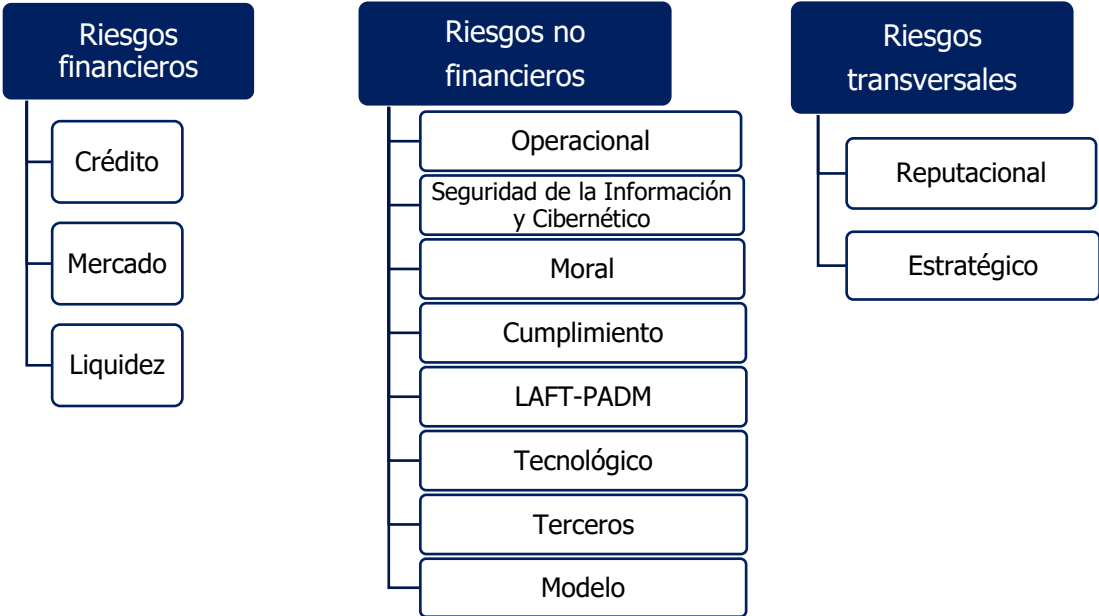 Riesgos
financieros
Crédito
Mercado
Liquidez
Riesgos no
financieros
Operacional
Seguridad de la Información
y Cibernético
Moral
Cumplimiento
LAFT-PADM
Tecnológico
Terceros
Modelo
Riesgos
transversales
Reputacional
Estratégico